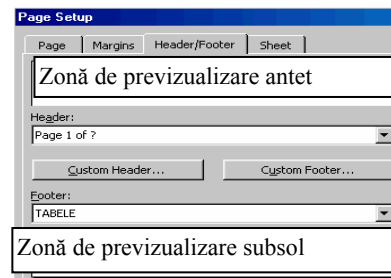 Page Setup
Page Margins Header/Footer Sheet
Zonă de previzualizare antet
Header:
Page 1 of ?
Custom Header... Custom Footer...
Footer:
TABELE
Zonă de previzualizare subsol